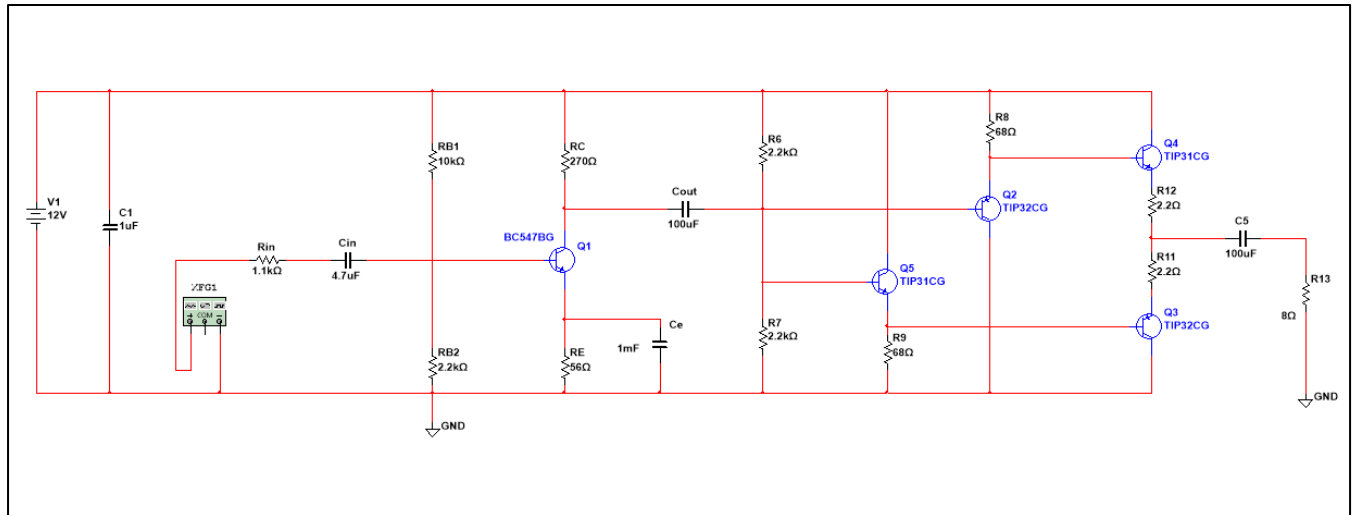 V1
12V
C1
1uF
XFG1
COM
Rin
1.1kΩ
Cin
4.7uF
RB1
10kΩ
RB2
2.2kΩ
GND
RC
270Ω
BC547BG
Q1
RE
56Ω
Ce
1mF
Cout
100uF
R6
2.2kΩ
R7
2.2kΩ
Q5
TIP31CG
R9
68Ω
R8
68Ω
Q2
TIP32CG
Q4
TIP31CG
R12
2.2Ω
R11
2.2Ω
Q3
TIP32CG
C5
100uF
R13
8Ω
GND